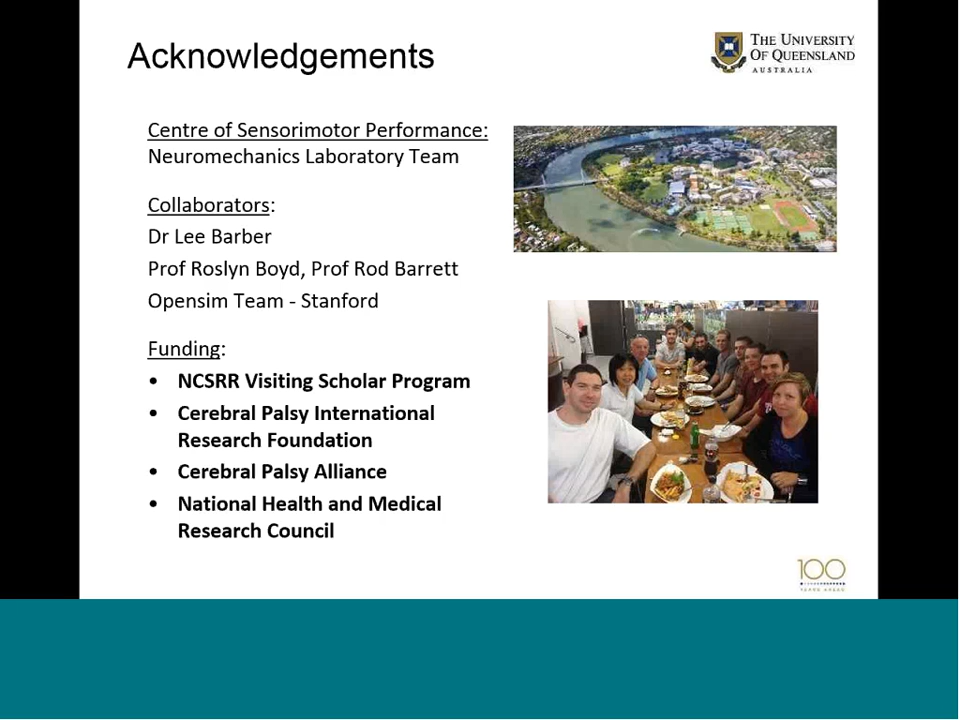 Acknowledgements
THE UNIVERSITY
OF QUEENSLAND
AUSTRALIA
Centre of Sensorimotor Performance:
Neuromechanics Laboratory Team
Collaborators:
Dr Lee Barber
Prof Roslyn Boyd, Prof Rod Barrett
Opensim Team - Stanford
Funding:
• NCSRR Visiting Scholar Program
• Cerebral Palsy International
Research Foundation
• Cerebral Palsy Alliance
• National Health and Medical
Research Council
100
YEARS AHEAD